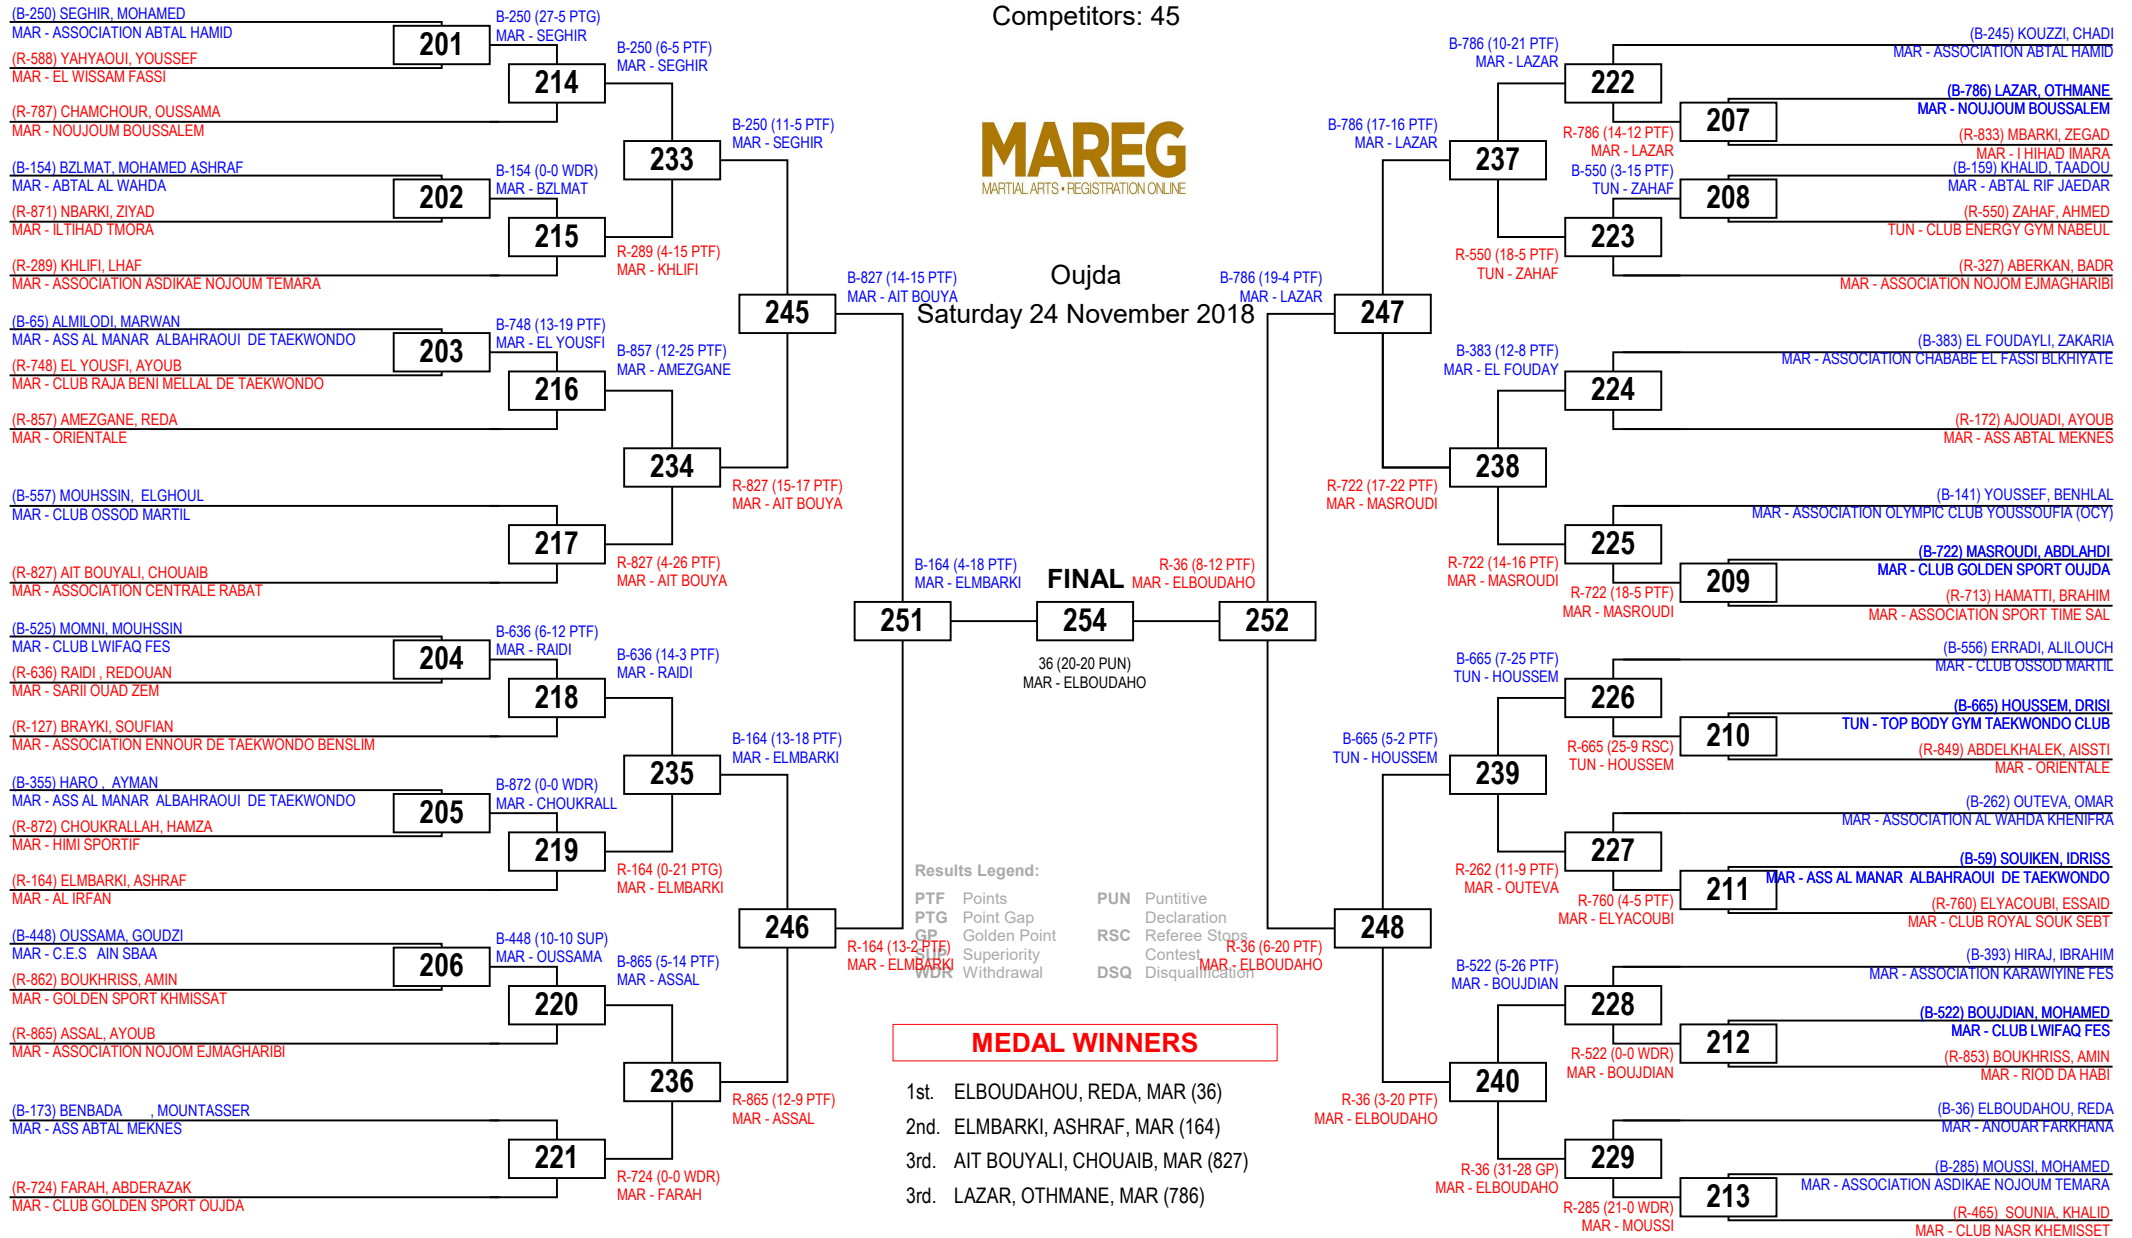 Competitors: 45
(B-250) SEGHIR, MOHAMED
MAR - ASSOCIATION ABTAL HAMID
(R-588) YAHYAOUI, YOUSSEF
MAR - EL WISSAM FASSI
(R-787) CHAMCHOUR, OUSSAMA
MAR - NOUJOUM BOUSSALEM
(B-154) BZLMAT, MOHAMED ASHRAF
MAR - ABTAL AL WAHDA
(R-871) NBARKI, ZIYAD
MAR - ILTIHAD TMORA
(R-289) KHLIFI, LHAF
MAR - ASSOCIATION ASDIKAE NOJOUM TEMARA
(B-65) ALMILODI, MARWAN
MAR - ASS AL MANAR ALBAHRAOUI DE TAEKWONDO
(R-748) EL YOUSFI, AYOUB
MAR - CLUB RAJA BENI MELLAL DE TAEKWONDO
(R-857) AMEZGANE, REDA
MAR - ORIENTALE
(B-557) MOUHSSIN, ELGHOUL
MAR - CLUB OSSOD MARTIL
(R-827) AIT BOUYALI, CHOUAIB
MAR - ASSOCIATION CENTRALE RABAT
(B-525) MOMNI, MOUHSSIN
MAR - CLUB LWIFAQ FES
(R-636) RAIDI , REDOUAN
MAR - SARII OUAD ZEM
(R-127) BRAYKI, SOUFIAN
MAR - ASSOCIATION ENNOUR DE TAEKWONDO BENSLIM
(B-355) HARO , AYMAN
MAR - ASS AL MANAR ALBAHRAOUI DE TAEKWONDO
(R-872) CHOUKRALLAH, HAMZA
MAR - HIMI SPORTIF
(R-164) ELMBARKI, ASHRAF
MAR - AL IRFAN
(B-448) OUSSAMA, GOUDZI
MAR - C.E.S AIN SBAA
(R-862) BOUKHRISS, AMIN
MAR - GOLDEN SPORT KHMISSAT
(R-865) ASSAL, AYOUB
MAR - ASSOCIATION NOJOM EJMAGHARIBI
(B-173) BENBADA , MOUNTASSER
MAR - ASS ABTAL MEKNES
(R-724) FARAH, ABDERAZAK
MAR - CLUB GOLDEN SPORT OUJDA
201
202
203
204
205
206
B-250 (27-5 PTG)
MAR - SEGHIR
B-154 (0-0 WDR)
MAR - BZLMAT
B-748 (13-19 PTF)
MAR - EL YOUSFI
B-636 (6-12 PTF)
MAR - RAIDI
B-872 (0-0 WDR)
MAR - CHOUKRALL
B-448 (10-10 SUP)
MAR - OUSSAMA
214
215
216
217
218
219
220
221
B-250 (6-5 PTF)
MAR - SEGHIR
R-289 (4-15 PTF)
MAR - KHLIFI
B-857 (12-25 PTF)
MAR - AMEZGANE
R-827 (4-26 PTF)
MAR - AIT BOUYA
B-636 (14-3 PTF)
MAR - RAIDI
R-164 (0-21 PTG)
MAR - ELMBARKI
B-865 (5-14 PTF)
MAR - ASSAL
R-724 (0-0 WDR)
MAR - FARAH
233
234
235
236
B-250 (11-5 PTF)
MAR - SEGHIR
R-827 (15-17 PTF)
MAR - AIT BOUYA
B-164 (13-18 PTF)
MAR - ELMBARKI
R-865 (12-9 PTF)
MAR - ASSAL
245
246
B-827 (14-15 PTF)
MAR - AIT BOUYA
R-164 (13-2 PTF)
MAR - ELMBARKI
251
B-164 (4-18 PTF)
MAR - ELMBARKI
MAREG
MARTIAL ARTS • REGISTRATION ONLINE
Oujda
Saturday 24 November 2018
FINAL
254
36 (20-20 PUN)
MAR - ELBOUDAHO
R-36 (8-12 PTF)
MAR - ELBOUDAHO
252
B-786 (19-4 PTF)
MAR - LAZAR
R-36 (6-20 PTF)
MAR - ELBOUDAHO
247
248
B-786 (17-16 PTF)
MAR - LAZAR
R-722 (17-22 PTF)
MAR - MASROUDI
B-665 (5-2 PTF)
TUN - HOUSSEM
R-36 (3-20 PTF)
MAR - ELBOUDAHO
237
238
239
240
B-786 (10-21 PTF)
MAR - LAZAR
R-550 (18-5 PTF)
TUN - ZAHAF
B-383 (12-8 PTF)
MAR - EL FOUDAY
R-722 (14-16 PTF)
MAR - MASROUDI
B-665 (7-25 PTF)
TUN - HOUSSEM
R-262 (11-9 PTF)
MAR - OUTEVA
B-522 (5-26 PTF)
MAR - BOUJDIAN
R-36 (31-28 GP)
MAR - ELBOUDAHO
222
223
224
225
226
227
228
229
R-786 (14-12 PTF)
MAR - LAZAR
B-550 (3-15 PTF)
TUN - ZAHAF
R-722 (18-5 PTF)
MAR - MASROUDI
R-665 (25-9 RSC)
TUN - HOUSSEM
R-760 (4-5 PTF)
MAR - ELYACOUBI
R-522 (0-0 WDR)
MAR - BOUJDIAN
R-285 (21-0 WDR)
MAR - MOUSSI
207
208
209
210
211
212
213
(B-245) KOUZZI, CHADI
MAR - ASSOCIATION ABTAL HAMID
(B-786) LAZAR, OTHMANE
MAR - NOUJOUM BOUSSALEM
(R-833) MBARKI, ZEGAD
MAR - I HIHAD IMARA
(B-159) KHALID, TAADOU
MAR - ABTAL RIF JAEDAR
(R-550) ZAHAF, AHMED
TUN - CLUB ENERGY GYM NABEUL
(R-327) ABERKAN, BADR
MAR - ASSOCIATION NOJOM EJMAGHARIBI
(B-383) EL FOUDAYLI, ZAKARIA
MAR - ASSOCIATION CHABABE EL FASSI BLKHIYATE
(R-172) AJOUADI, AYOUB
MAR - ASS ABTAL MEKNES
(B-141) YOUSSEF, BENHLAL
MAR - ASSOCIATION OLYMPIC CLUB YOUSSOUFIA (OCY)
(B-722) MASROUDI, ABDLAHDI
MAR - CLUB GOLDEN SPORT OUJDA
(R-713) HAMATTI, BRAHIM
MAR - ASSOCIATION SPORT TIME SAL
(B-556) ERRADI, ALILOUCH
MAR - CLUB OSSOD MARTIL
(B-665) HOUSSEM, DRISI
TUN - TOP BODY GYM TAEKWONDO CLUB
(R-849) ABDELKHALEK, AISSTI
MAR - ORIENTALE
(B-262) OUTEVA, OMAR
MAR - ASSOCIATION AL WAHDA KHENIFRA
(B-59) SOUIKEN, IDRISS
MAR - ASS AL MANAR ALBAHRAOUI DE TAEKWONDO
(R-760) ELYACOUBI, ESSAID
MAR - CLUB ROYAL SOUK SEBT
(B-393) HIRAJ, IBRAHIM
MAR - ASSOCIATION KARAWIYINE FES
(B-522) BOUJDIAN, MOHAMED
MAR - CLUB LWIFAQ FES
(R-853) BOUKHRISS, AMIN
MAR - RIOD DA HABI
(B-36) ELBOUDAHOU, REDA
MAR - ANOUAR FARKHANA
(B-285) MOUSSI, MOHAMED
MAR - ASSOCIATION ASDIKAE NOJOUM TEMARA
(R-465) SOUNIA, KHALID
MAR - CLUB NASR KHEMISSET
Results Legend:
PTF Points
PTG Point Gap
GP Golden Point
SUP Superiority
WDR Withdrawal
PUN Puntitive
Declaration
RSC Referee Stops
Contest
DSQ Disqualification
MEDAL WINNERS
1st. ELBOUDAHOU, REDA, MAR (36)
2nd. ELMBARKI, ASHRAF, MAR (164)
3rd. AIT BOUYALI, CHOUAIB, MAR (827)
3rd. LAZAR, OTHMANE, MAR (786)